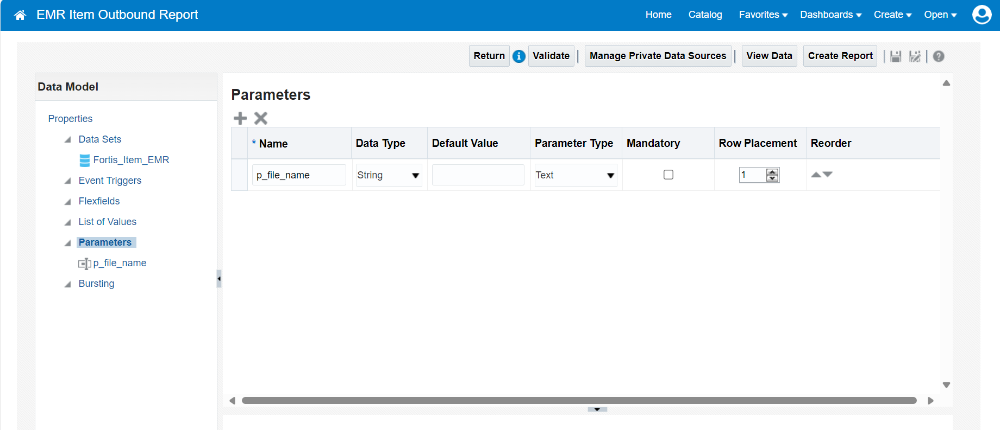 EMR Item Outbound Report
Home Catalog Favorites Dashboards Create Open
Return Validate Manage Private Data Sources View Data Create Report
Data Model
Properties
Data Sets
Fortis_Item_EMR
Event Triggers
Flexfields
List of Values
Parameters
p_file_name
Bursting
Parameters
* Name Data Type Default Value Parameter Type Mandatory Row Placement Reorder
p_file_name String Text 1